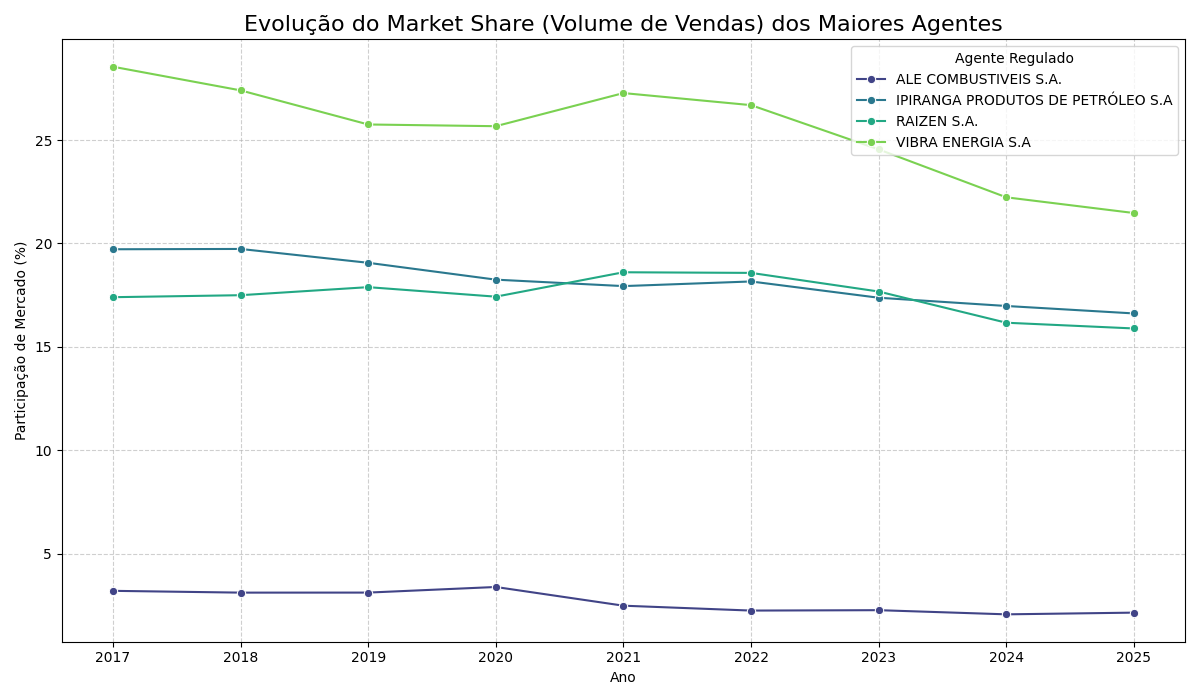 Evolução do Market Share (Volume de Vendas) dos Maiores Agentes
Agente Regulado
ALE COMBUSTIVEIS S.A.
IPIRANGA PRODUTOS DE PETRÓLEO S.A
RAIZEN S.A.
VIBRA ENERGIA S.A
Participação de Mercado (%)
25
20
15
10
5
2017 2018 2019 2020 2021 2022 2023 2024 2025
Ano